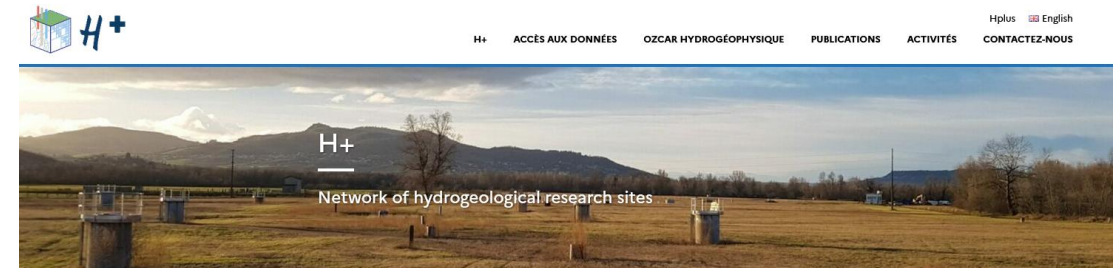 Hplus English
H+
H+ ACCÈS AUX DONNÉES OZCAR HYDROGÉOPHYSIQUE PUBLICATIONS ACTIVITÉS CONTACTEZ-NOUS
H+
Network of hydrogeological research sites